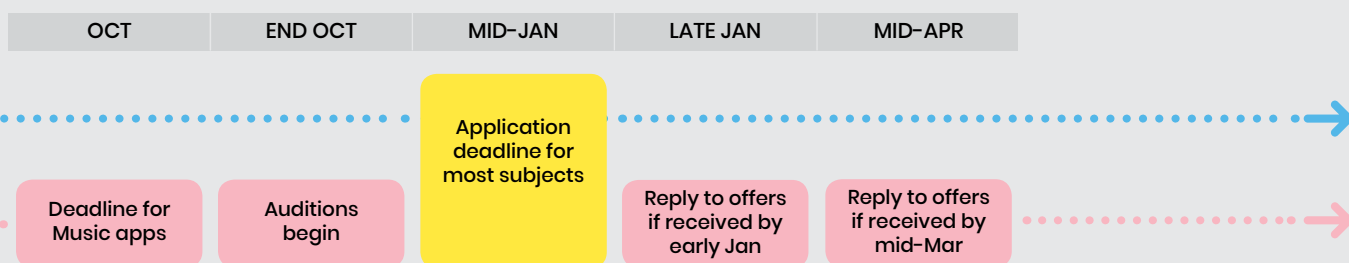 OCT
END OCT
MID-JAN
LATE JAN
MID-APR
Application
deadline for
most subjects
Deadline for
Music apps
Auditions
begin
Reply to offers
if received by
early Jan
Reply to offers
if received by
mid-Mar